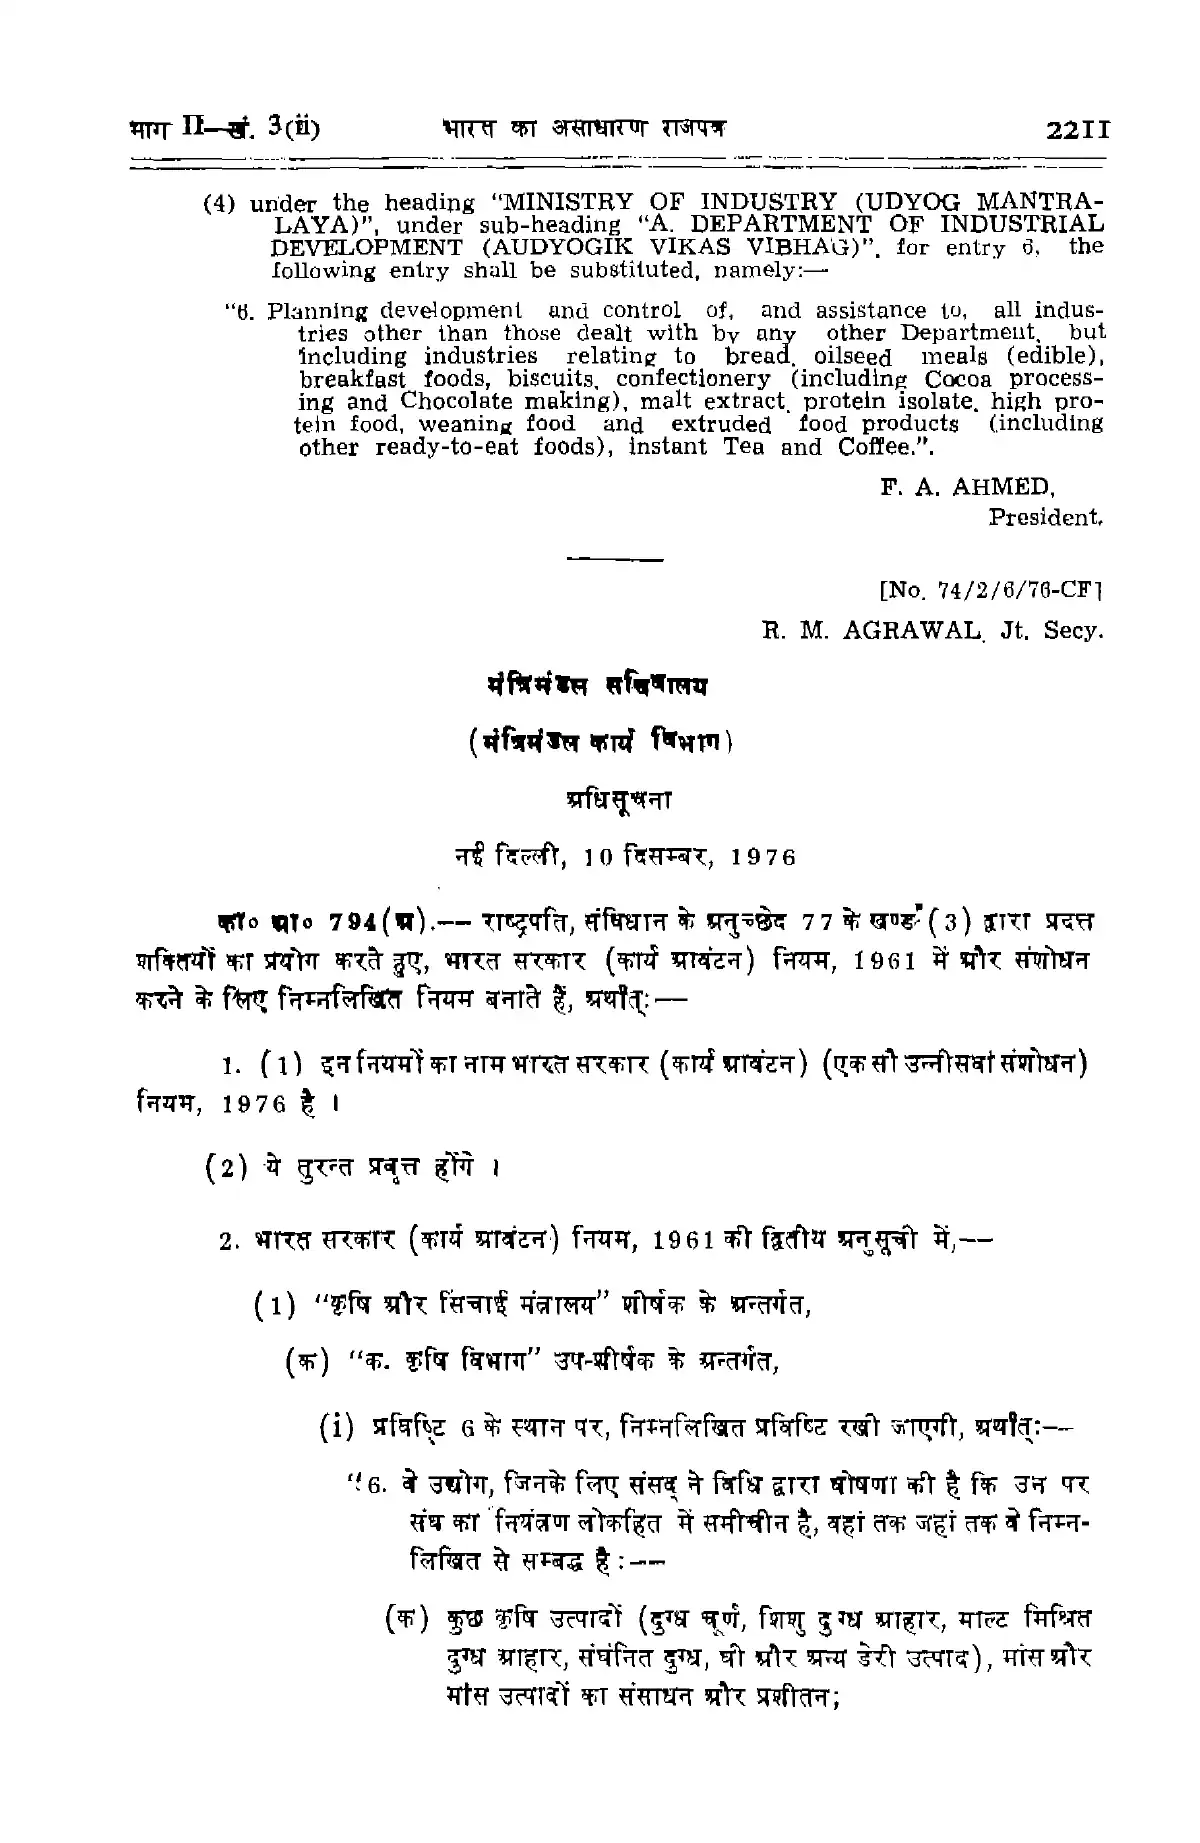 भाग II—खं. 3(ii) भारत का असाधारण राजपत्र 2211
(4) under the heading "MINISTRY OF INDUSTRY (UDYOG MANTRA-
LAYA)", under sub-heading "A. DEPARTMENT OF INDUSTRIAL
DEVELOPMENT (AUDYOGIK VIKAS VIBHAG)". for entry 6, the
following entry shall be substituted, namely:—
"6. Planning development and control of, and assistance to, all indus-
tries other than those dealt with by any other Department, but
including industries relating to bread, oilseed meals (edible),
breakfast foods, biscuits, confectionery (including Cocoa process-
ing and Chocolate making), malt extract, protein isolate, high pro-
tein food, weaning food and extruded food products (including
other ready-to-eat foods), instant Tea and Coffee.".
F. A. AHMED,
President.
[No. 74/2/6/76-CF]
R. M. AGRAWAL, Jt. Secy.
मंत्रिमंडल सचिवालय
(मंत्रिमंडल कार्य विभाग)
अधिसूचना
नई दिल्ली, 10 दिसम्बर, 1976
का० आ० 794(अ).-- राष्ट्रपति, संविधान के अनुच्छेद 77 के खण्ड (3) द्वारा प्रदत्त
शक्तियों का प्रयोग करते हुए, भारत सरकार (कार्य आवंटन) नियम, 1961 में और संशोधन
करने के लिए निम्नलिखित नियम बनाते हैं, अर्थात्:--
1. (1) इन नियमों का नाम भारत सरकार (कार्य आवंटन) (एक सौ उन्नीसवां संशोधन)
नियम, 1976 है ।
(2) ये तुरन्त प्रवृत्त होंगे ।
2. भारत सरकार (कार्य आवंटन) नियम, 1961 की द्वितीय अनुसूची में,--
(1) "कृषि और सिंचाई मंत्रालय" शीर्षक के अन्तर्गत,
(क) "क. कृषि विभाग" उप-शीर्षक के अन्तर्गत,
(i) प्रविष्टि 6 के स्थान पर, निम्नलिखित प्रविष्टि रखी जाएगी, अर्थात्:--
"6. वे उद्योग, जिनके लिए संसद् ने विधि द्वारा घोषणा की है कि उन पर
संघ का नियंत्रण लोकहित में समीचीन है, वहां तक जहां तक वे निम्न-
लिखित से सम्बद्ध है :--
(क) कुछ कृषि उत्पादों (दुग्ध चूर्ण, शिशु दुग्ध आहार, माल्ट मिश्रित
दुग्ध आहार, संघनित दुग्ध, घी और अन्य डेरी उत्पाद), मांस और
मांस उत्पादों का संसाधन और प्रशीतन;